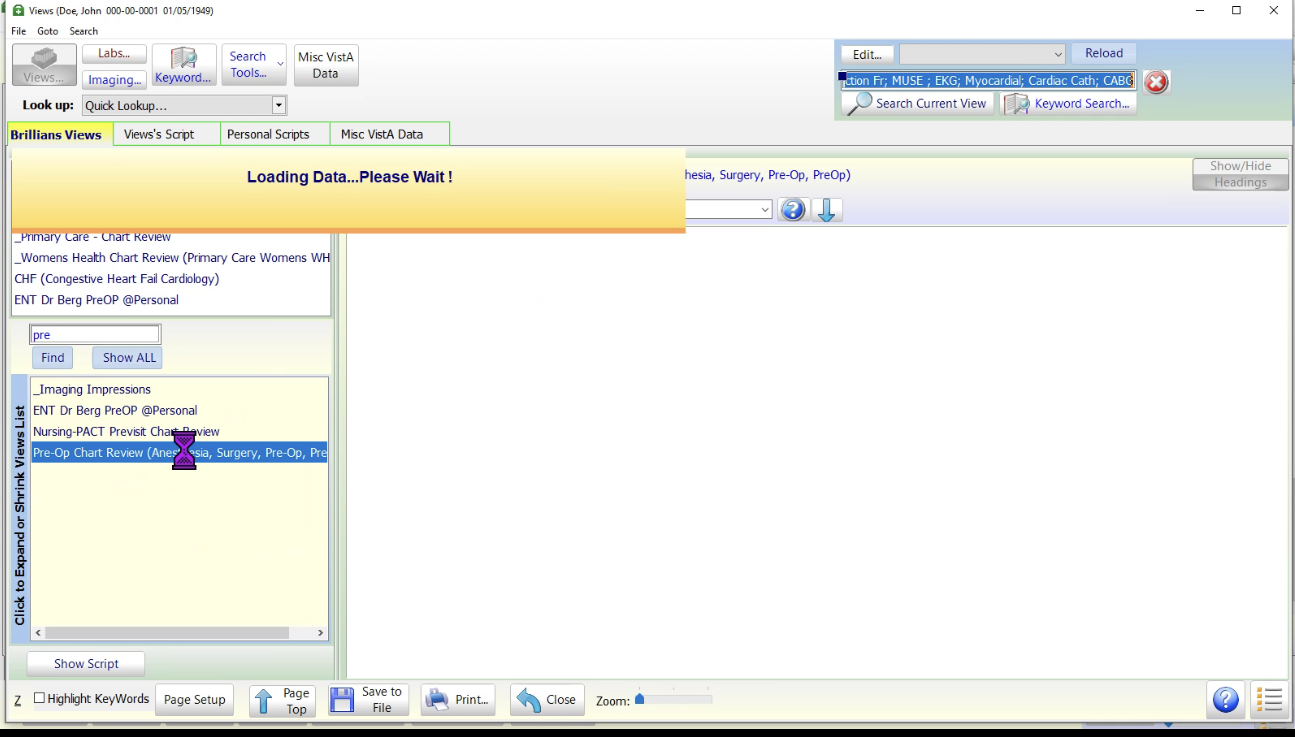 Views (Doe, John 000-00-0001 01/05/1949)
File Goto Search
Views... Labs... Imaging... Keyword... Search Tools... Misc VistA Data
Edit... Reload
ction Fr; MUSE ; EKG; Myocardial; Cardiac Cath; CABG
Look up: Quick Lookup...
Search Current View Keyword Search...
Brillians Views Views's Script Personal Scripts Misc VistA Data
Loading Data...Please Wait !
hesia, Surgery, Pre-Op, PreOp)
Show/Hide
Headings
_Primary Care - Chart Review
_Womens Health Chart Review (Primary Care Womens WH
CHF (Congestive Heart Fail Cardiology)
ENT Dr Berg PreOP @Personal
pre
Find Show ALL
Click to Expand or Shrink Views List
_Imaging Impressions
ENT Dr Berg PreOP @Personal
Nursing-PACT Previsit Chart Review
Pre-Op Chart Review (Anesthesia, Surgery, Pre-Op, Pre
Show Script
Z Highlight KeyWords Page Setup Page Top Save to File Print... Close Zoom: